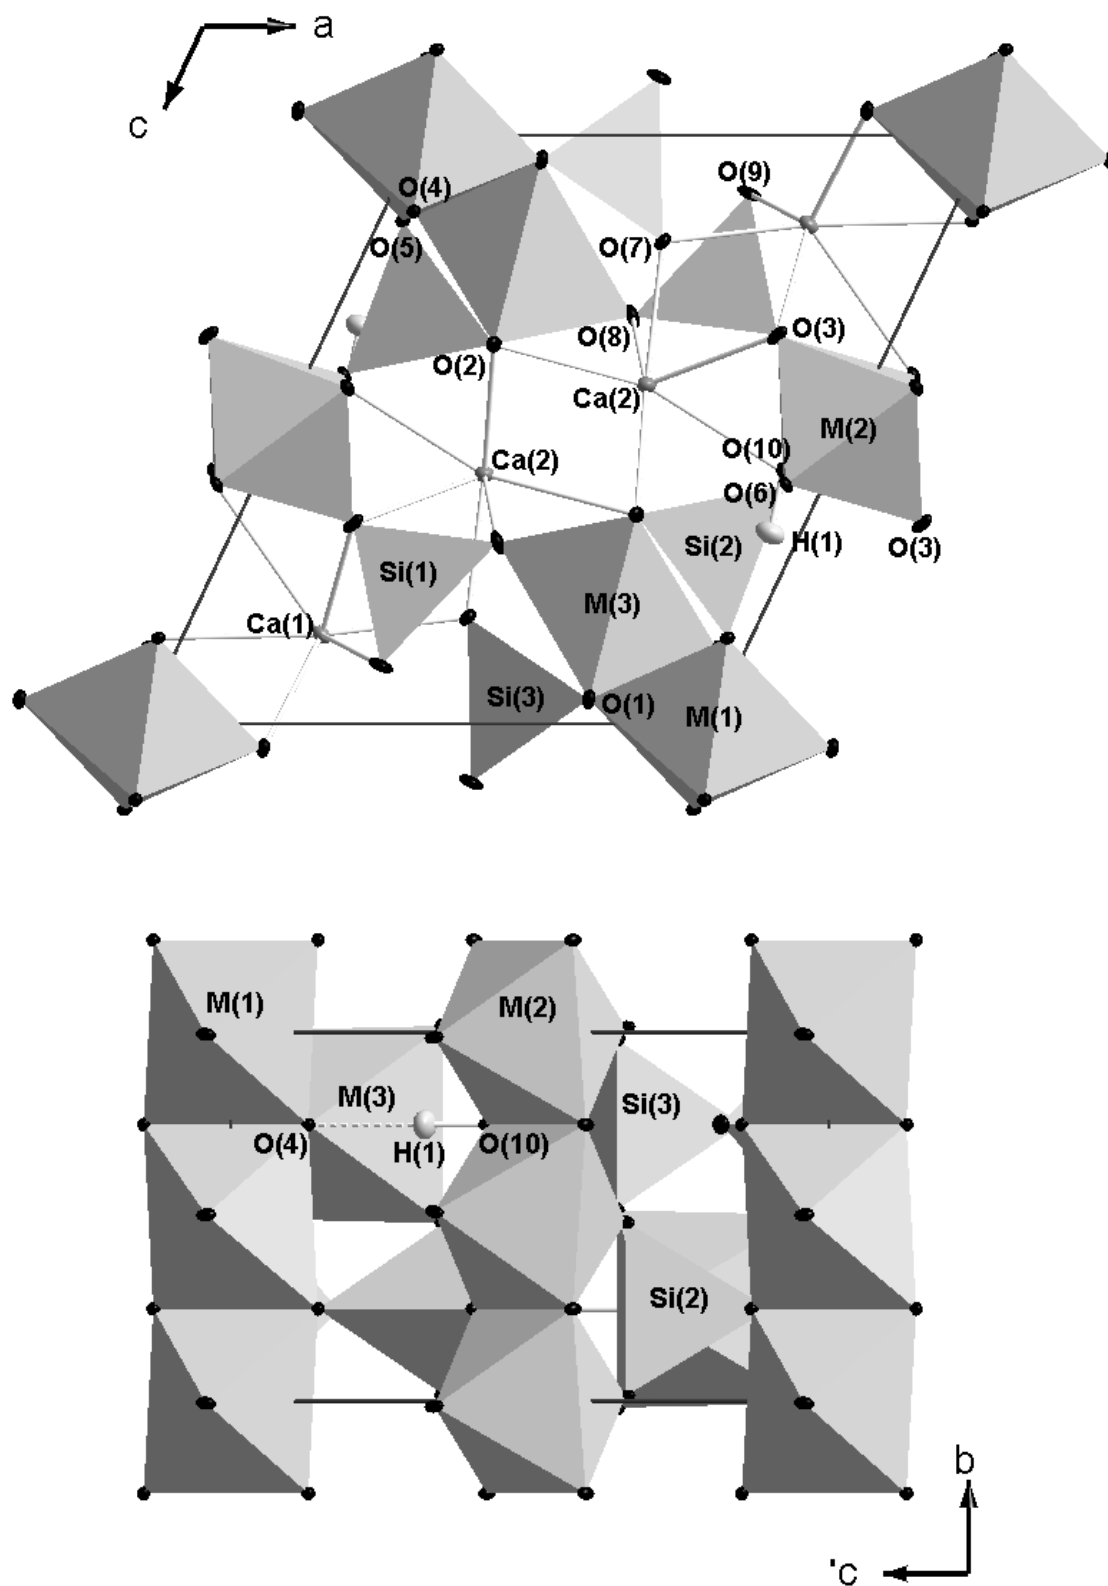 a
c
O(9)
O(4)
O(5)
O(7)
O(8)
O(3)
O(2)
Ca(2)
M(2)
O(10)
Ca(2)
O(6)
Si(2)
H(1)
O(3)
Si(1)
M(3)
Ca(1)
Si(3)
O(1)
M(1)
M(1)
M(2)
M(3)
Si(3)
O(4)
H(1)
O(10)
Si(2)
b
'c